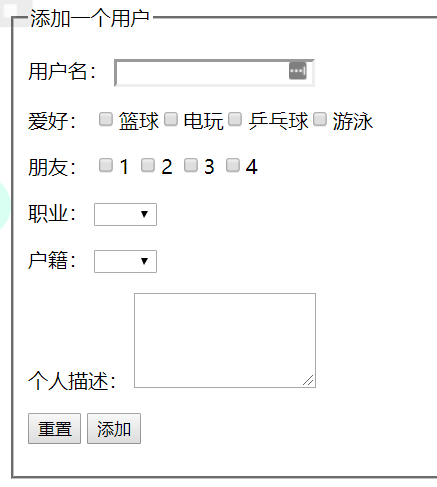 添加一个用户
用户名：
爱好： 篮球 电玩 乒乓球 游泳
朋友： 1 2 3 4
职业：
户籍：
个人描述：
重置 添加